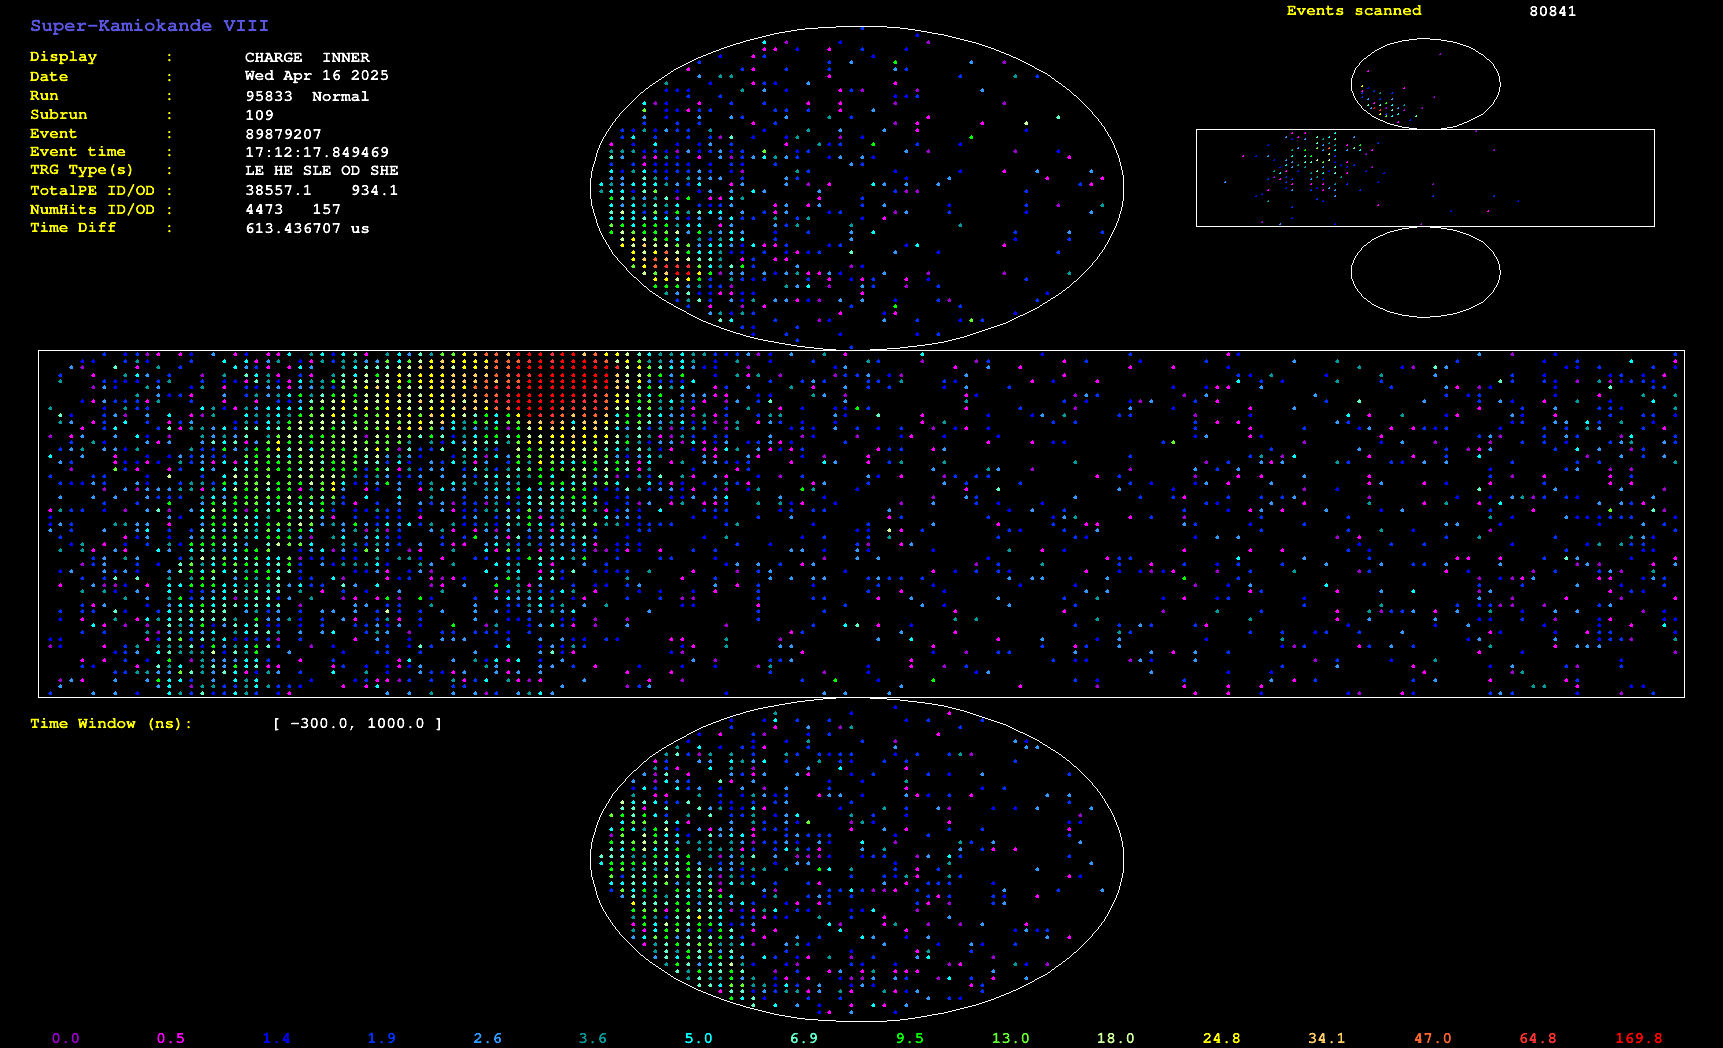 Super-Kamiokande VIII
Events scanned 80841
Display : CHARGE INNER
Date : Wed Apr 16 2025
Run : 95833 Normal
Subrun : 109
Event : 89879207
Event time : 17:12:17.849469
TRG Type(s) : LE HE SLE OD SHE
TotalPE ID/OD : 38557.1 934.1
NumHits ID/OD : 4473 157
Time Diff : 613.436707 us
Time Window (ns): [ -300.0, 1000.0 ]
0.0 0.5 1.4 1.9 2.6 3.6 5.0 6.9 9.5 13.0 18.0 24.8 34.1 47.0 64.8 169.8